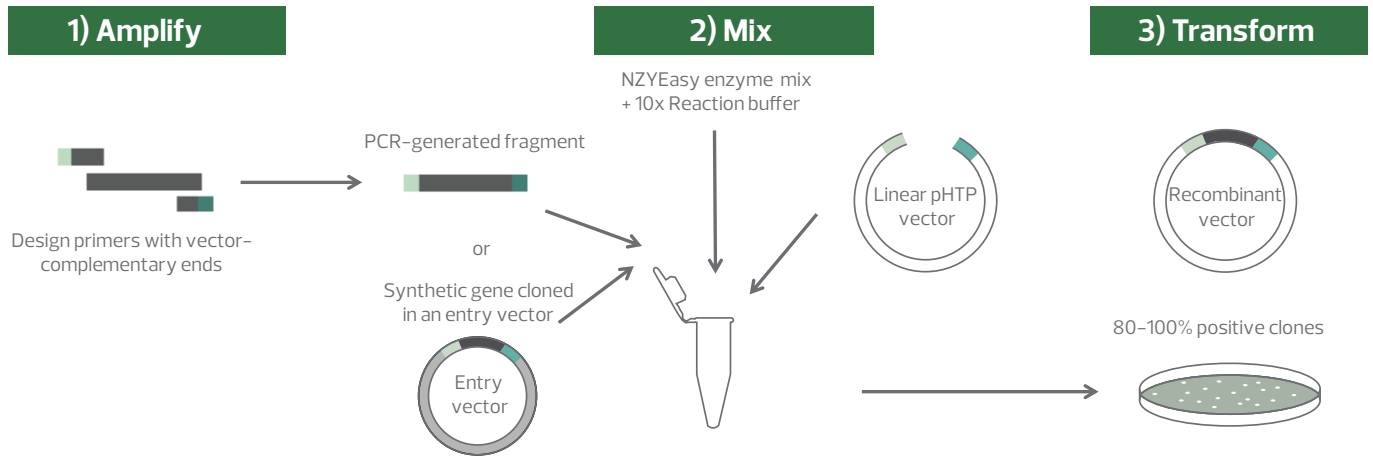 1) Amplify
2) Mix
3) Transform
NZYEasy enzyme mix
+ 10x Reaction buffer
PCR-generated fragment
Design primers with vector-
complementary ends
or
Synthetic gene cloned
in an entry vector
Entry
vector
Linear pHTP
vector
Recombinant
vector
80-100% positive clones